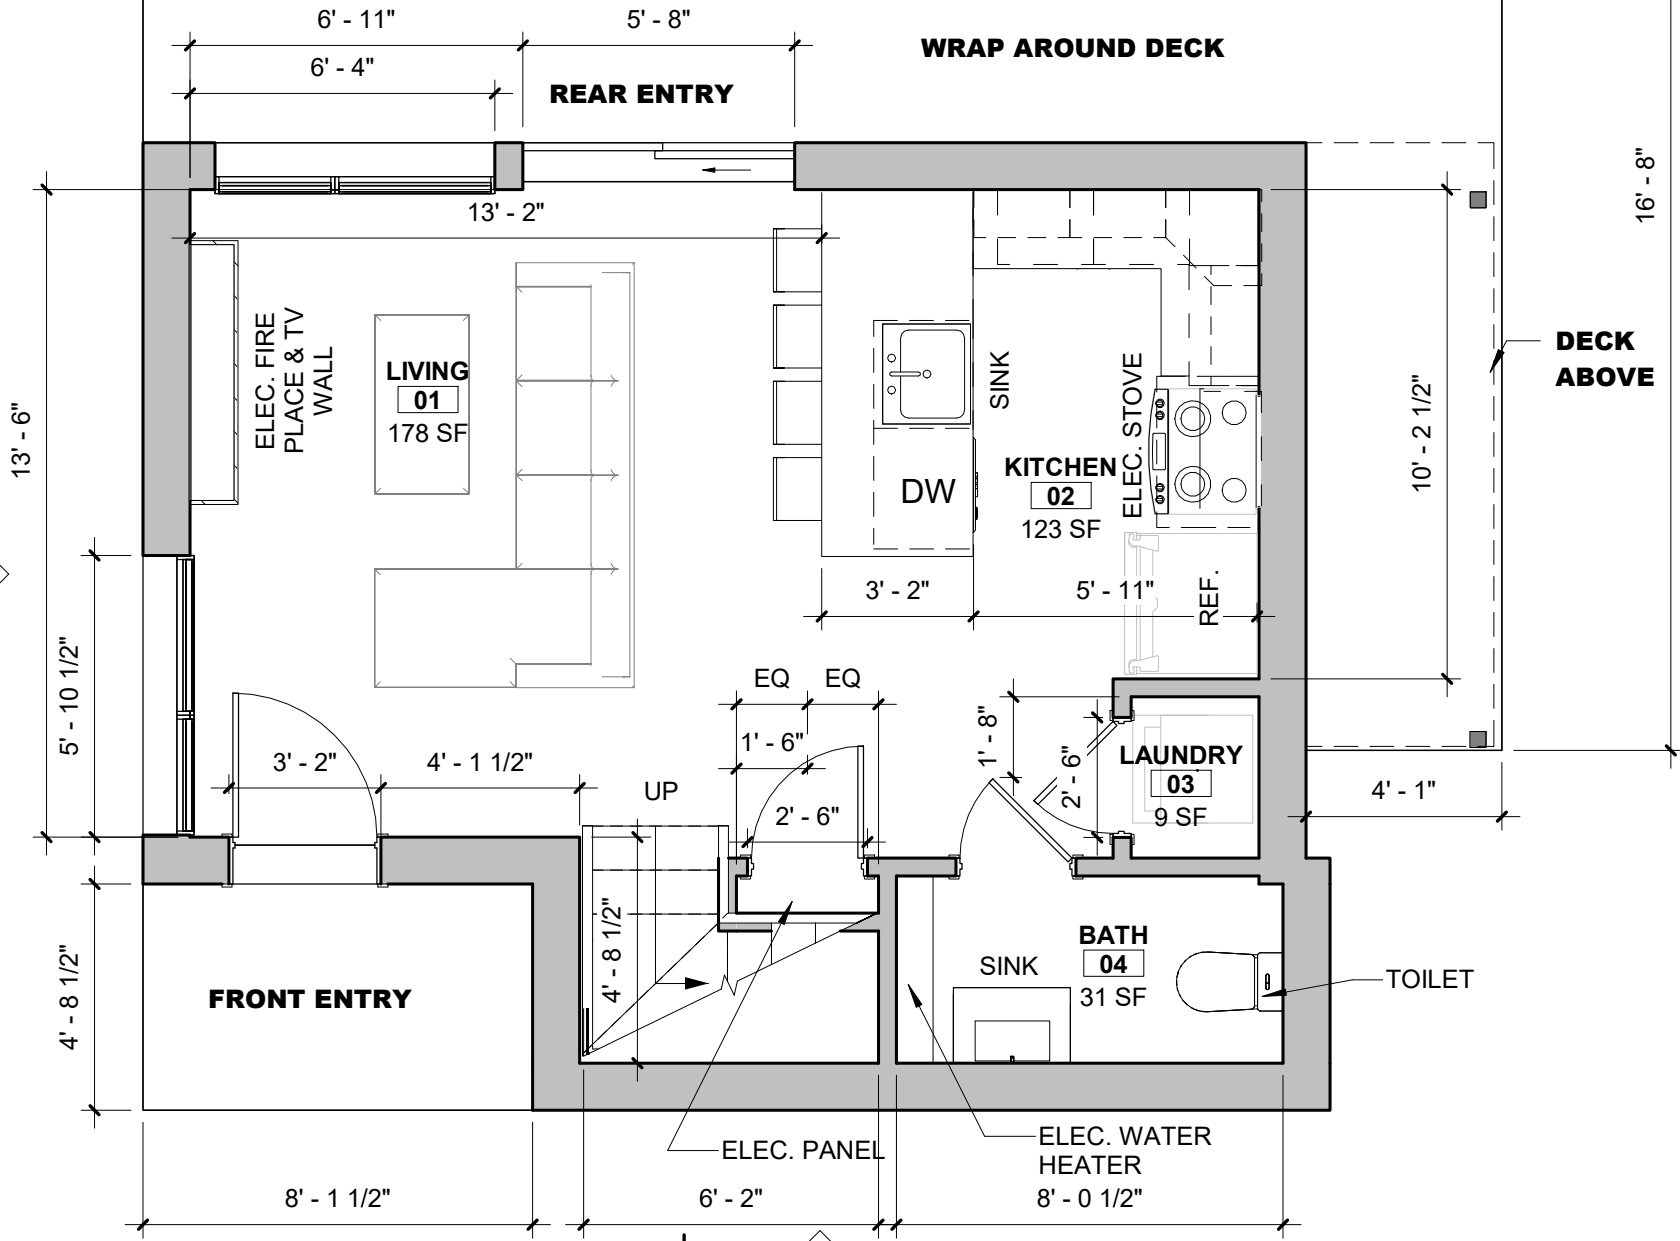 6' - 11"
5' - 8"
WRAP AROUND DECK
6' - 4"
REAR ENTRY
16' - 8"
13' - 2"
13' - 6"
ELEC. FIRE
PLACE & TV
WALL
LIVING
01
178 SF
SINK
DW
KITCHEN
02
123 SF
ELEC. STOVE
10' - 2 1/2"
DECK
ABOVE
3' - 2"
5' - 11"
REF.
5' - 10 1/2"
3' - 2"
4' - 1 1/2"
UP
EQ
EQ
1' - 6"
2' - 6"
1' - 8"
2' - 6"
LAUNDRY
03
9 SF
4' - 1"
4' - 8 1/2"
FRONT ENTRY
4' - 8 1/2"
SINK
BATH
04
31 SF
TOILET
ELEC. PANEL
ELEC. WATER
HEATER
8' - 1 1/2"
6' - 2"
8' - 0 1/2"